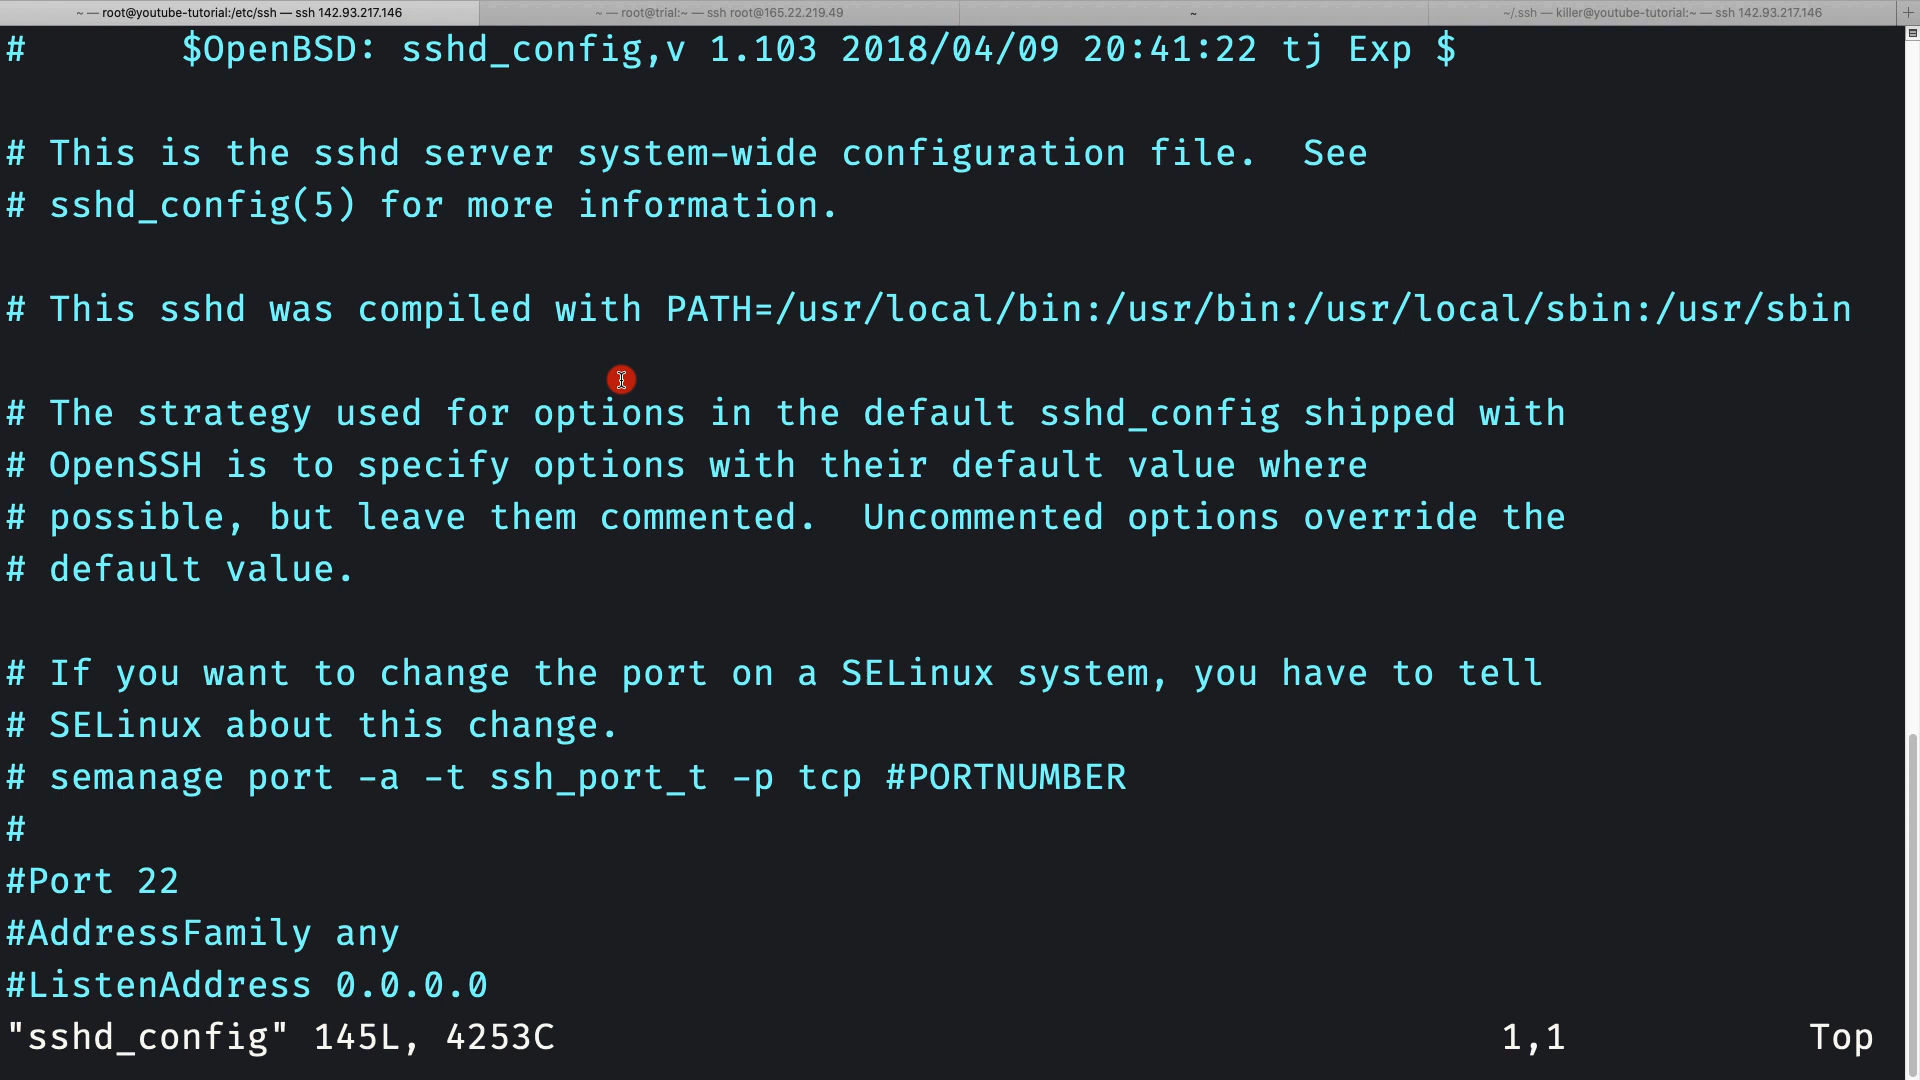 ~ — root@youtube-tutorial:/etc/ssh — ssh 142.93.217.146
~ — root@trial:~ — ssh root@165.22.219.49
~
~/.ssh — killer@youtube-tutorial:~ — ssh 142.93.217.146
#       $OpenBSD: sshd_config,v 1.103 2018/04/09 20:41:22 tj Exp $
# This is the sshd server system-wide configuration file.  See
# sshd_config(5) for more information.
# This sshd was compiled with PATH=/usr/local/bin:/usr/bin:/usr/local/sbin:/usr/sbin
# The strategy used for options in the default sshd_config shipped with
# OpenSSH is to specify options with their default value where
# possible, but leave them commented.  Uncommented options override the
# default value.
# If you want to change the port on a SELinux system, you have to tell
# SELinux about this change.
# semanage port -a -t ssh_port_t -p tcp #PORTNUMBER
#
#Port 22
#AddressFamily any
#ListenAddress 0.0.0.0
"sshd_config" 145L, 4253C 1,1 Top